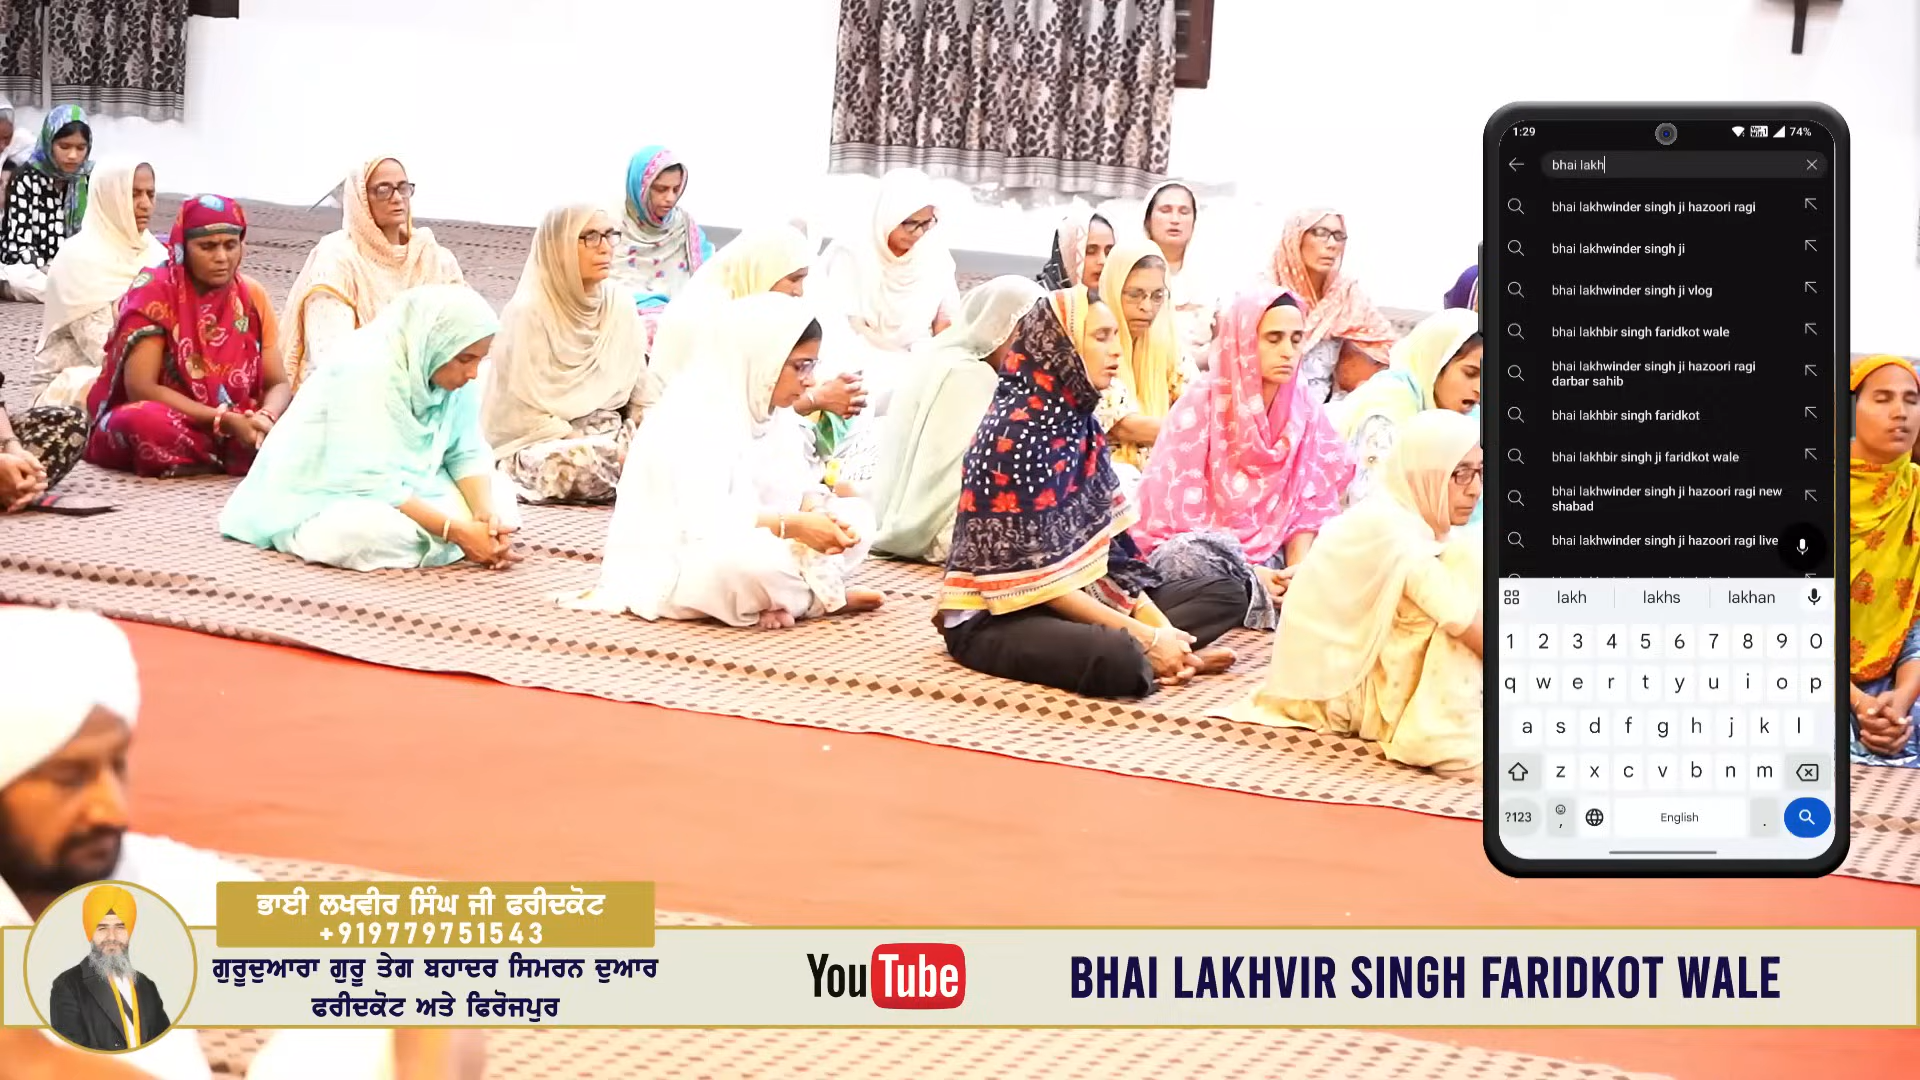 1:29
74%
bhai lakh
bhai lakhwinder singh ji hazoori ragi
bhai lakhwinder singh ji
bhai lakhwinder singh ji vlog
bhai lakhbir singh faridkot wale
bhai lakhwinder singh ji hazoori ragi
darbar sahib
bhai lakhbir singh faridkot
bhai lakhbir singh ji faridkot wale
bhai lakhwinder singh ji hazoori ragi new
shabad
bhai lakhwinder singh ji hazoori ragi live
lakh lakhs lakhan
1 2 3 4 5 6 7 8 9 0
q w e r t y u i o p
a s d f g h j k l
z x c v b n m
?123 , English .
ਭਾਈ ਲਖਵੀਰ ਸਿੰਘ ਜੀ ਫਰੀਦਕੋਟ
+919779751543
ਗੁਰੂਦੁਆਰਾ ਗੁਰੂ ਤੇਗ ਬਹਾਦਰ ਸਿਮਰਨ ਦੁਆਰ
ਫਰੀਦਕੋਟ ਅਤੇ ਫਿਰੋਜਪੁਰ
YouTube
BHAI LAKHVIR SINGH FARIDKOT WALE